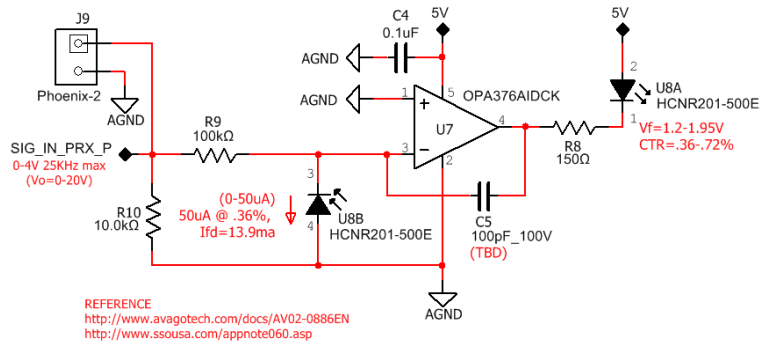 J9
Phoenix-2
AGND
SIG_IN_PRX_P
0-4V 25KHz max
(Vo=0-20V)
R9
100kΩ
R10
10.0kΩ
(0-50uA)
50uA @ .36%,
Ifd=13.9ma
3
4
U8B
HCNR201-500E
C4
0.1uF
AGND
AGND
5V
1
3
5
2
4
+
−
U7
OPA376AIDCK
C5
100pF_100V
(TBD)
AGND
R8
150Ω
5V
2
1
U8A
HCNR201-500E
Vf=1.2-1.95V
CTR=.36-.72%
REFERENCE
http://www.avagotech.com/docs/AV02-0886EN
http://www.ssousa.com/appnote060.asp